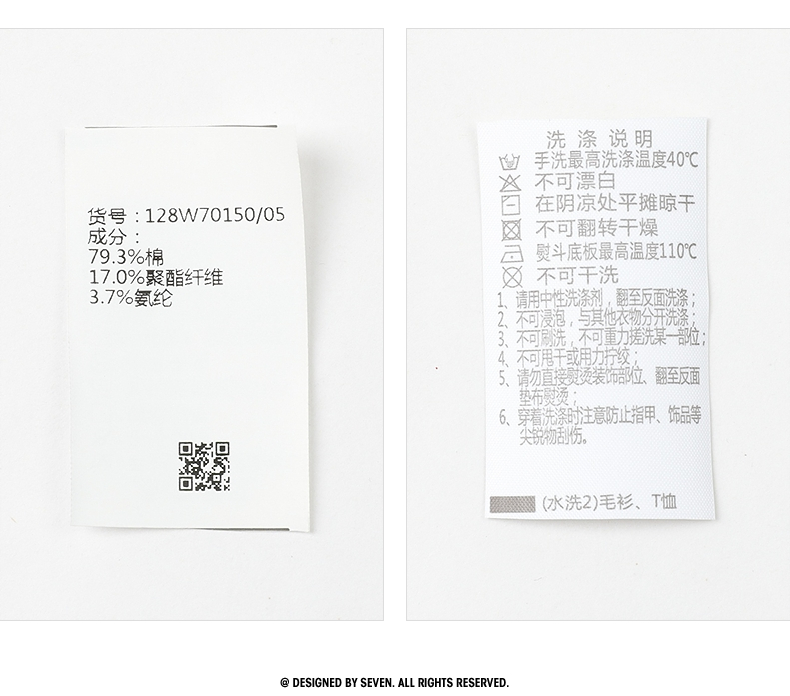 货号：128W70150/05
成分：
79.3%棉
17.0%聚酯纤维
3.7%氨纶
洗涤说明
手洗最高洗涤温度40℃
不可漂白
在阴凉处平摊晾干
不可翻转干燥
熨斗底板最高温度110℃
不可干洗
1、请用中性洗涤剂，翻至反面洗涤；
2、不可浸泡，与其他衣物分开洗涤；
3、不可刷洗，不可重力搓洗某一部位；
4、不可甩干或用力拧绞；
5、请勿直接熨烫装饰部位、翻至反面
垫布熨烫；
6、穿着洗涤时注意防止指甲、饰品等
尖锐物刮伤。
(水洗2)毛衫、T恤
@ DESIGNED BY SEVEN. ALL RIGHTS RESERVED.